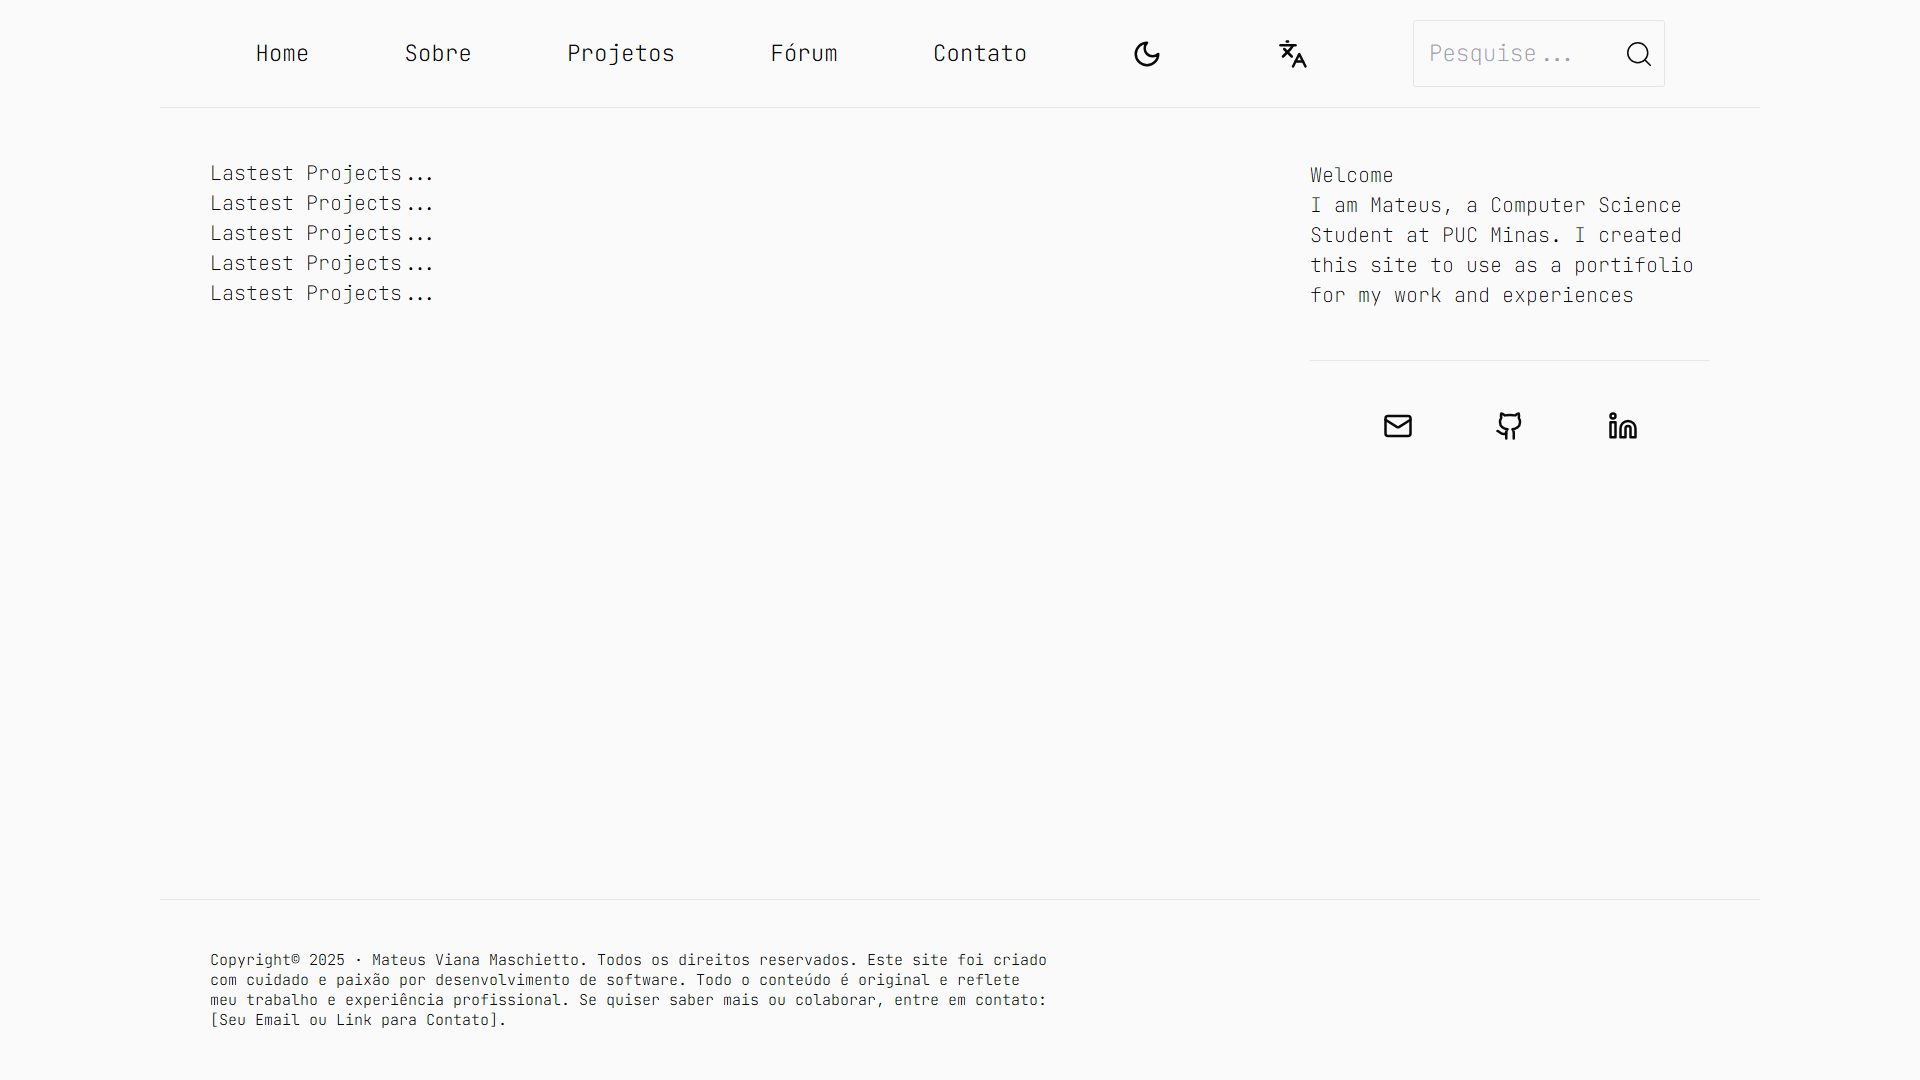 Home Sobre Projetos Fórum Contato Pesquise...
Lastest Projects...
Lastest Projects...
Lastest Projects...
Lastest Projects...
Lastest Projects...
Welcome
I am Mateus, a Computer Science
Student at PUC Minas. I created
this site to use as a portifolio
for my work and experiences
Copyright© 2025 · Mateus Viana Maschietto. Todos os direitos reservados. Este site foi criado
com cuidado e paixão por desenvolvimento de software. Todo o conteúdo é original e reflete
meu trabalho e experiência profissional. Se quiser saber mais ou colaborar, entre em contato:
[Seu Email ou Link para Contato].